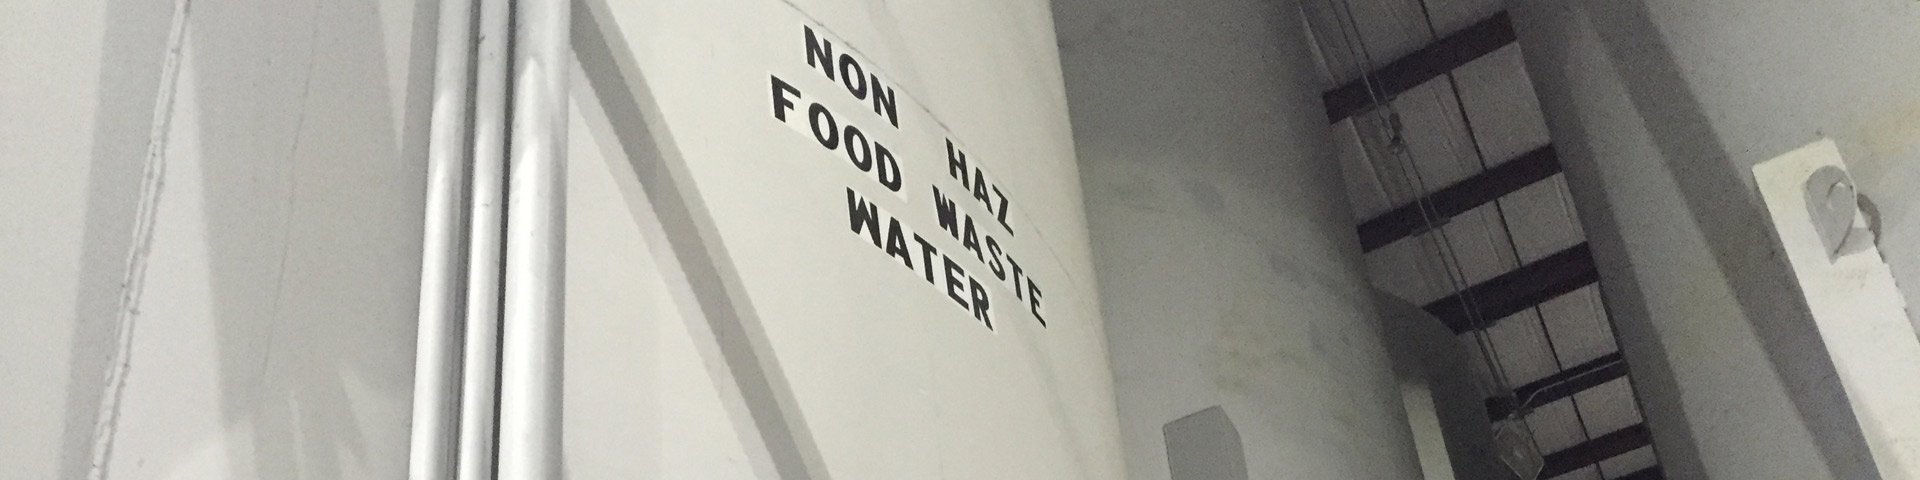 NON HAZ
FOOD WASTE
WATER